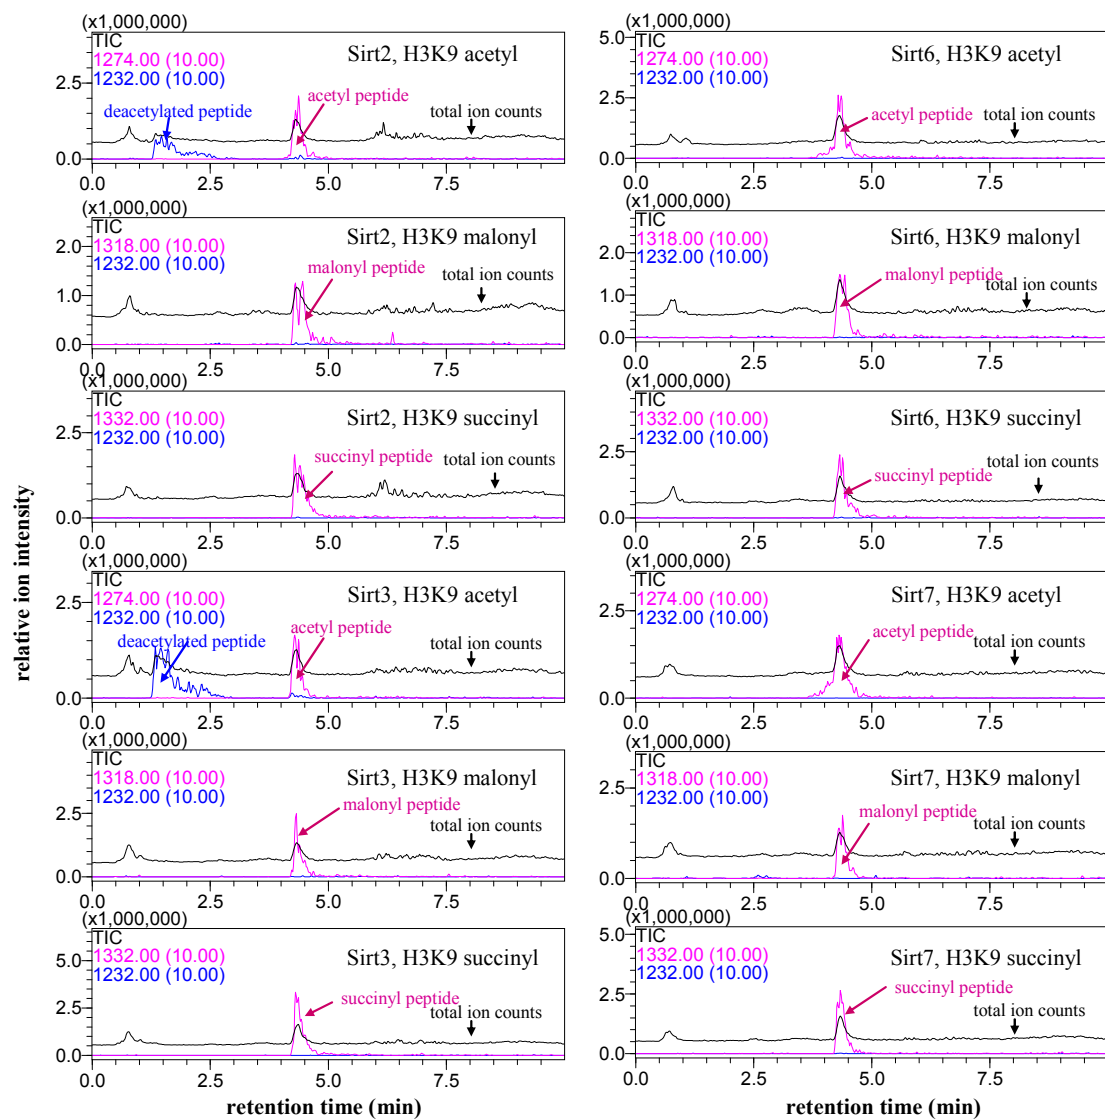 (x1,000,000)
TIC
1274.00 (10.00)
1232.00 (10.00)
Sirt2, H3K9 acetyl
deacetylated peptide
acetyl peptide
total ion counts
2.5
0.0
0.0 2.5 5.0 7.5
(x1,000,000)
TIC
1318.00 (10.00)
1232.00 (10.00)
Sirt2, H3K9 malonyl
malonyl peptide
total ion counts
2.0
1.0
0.0
0.0 2.5 5.0 7.5
(x1,000,000)
TIC
1332.00 (10.00)
1232.00 (10.00)
Sirt2, H3K9 succinyl
succinyl peptide
total ion counts
2.5
0.0
0.0 2.5 5.0 7.5
TIC
1274.00 (10.00)
1232.00 (10.00)
Sirt3, H3K9 acetyl
deacetylated peptide
acetyl peptide
total ion counts
2.5
0.0
0.0 2.5 5.0 7.5
(x1,000,000)
TIC
1318.00 (10.00)
1232.00 (10.00)
Sirt3, H3K9 malonyl
malonyl peptide
total ion counts
2.5
0.0
0.0 2.5 5.0 7.5
(x1,000,000)
TIC
1332.00 (10.00)
1232.00 (10.00)
Sirt3, H3K9 succinyl
succinyl peptide
total ion counts
5.0
2.5
0.0
0.0 2.5 5.0 7.5
retention time (min)
relative ion intensity
(x1,000,000)
5.0
TIC
1274.00 (10.00)
1232.00 (10.00)
Sirt6, H3K9 acetyl
acetyl peptide
total ion counts
2.5
0.0
0.0 2.5 5.0 7.5
(x1,000,000)
TIC
1318.00 (10.00)
1232.00 (10.00)
Sirt6, H3K9 malonyl
malonyl peptide
total ion counts
2.0
1.0
0.0
0.0 2.5 5.0 7.5
(x1,000,000)
TIC
1332.00 (10.00)
1232.00 (10.00)
Sirt6, H3K9 succinyl
succinyl peptide
total ion counts
2.5
0.0
0.0 2.5 5.0 7.5
TIC
1274.00 (10.00)
1232.00 (10.00)
Sirt7, H3K9 acetyl
acetyl peptide
total ion counts
2.5
0.0
0.0 2.5 5.0 7.5
(x1,000,000)
TIC
1318.00 (10.00)
1232.00 (10.00)
Sirt7, H3K9 malonyl
malonyl peptide
total ion counts
2.5
0.0
0.0 2.5 5.0 7.5
(x1,000,000)
TIC
1332.00 (10.00)
1232.00 (10.00)
Sirt7, H3K9 succinyl
succinyl peptide
total ion counts
5.0
2.5
0.0
0.0 2.5 5.0 7.5
retention time (min)